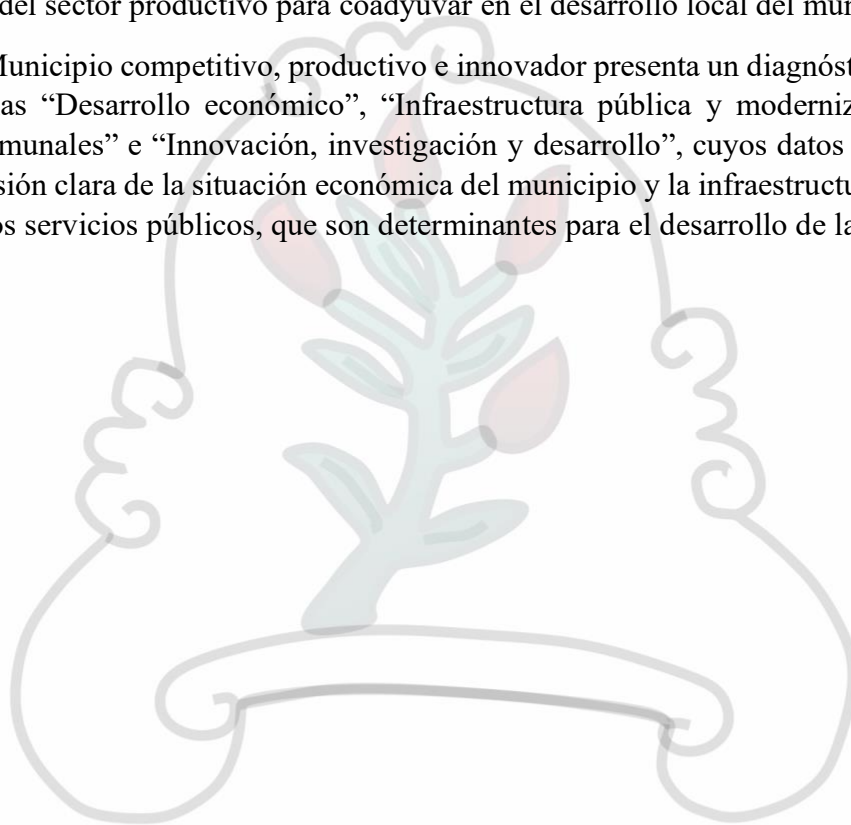 del sector productivo para coadyuvar en el desarrollo local del mun
Municipio competitivo, productivo e innovador presenta un diagnóst
as “Desarrollo económico”, “Infraestructura pública y moderniz
munales” e “Innovación, investigación y desarrollo”, cuyos datos
sión clara de la situación económica del municipio y la infraestructu
os servicios públicos, que son determinantes para el desarrollo de la